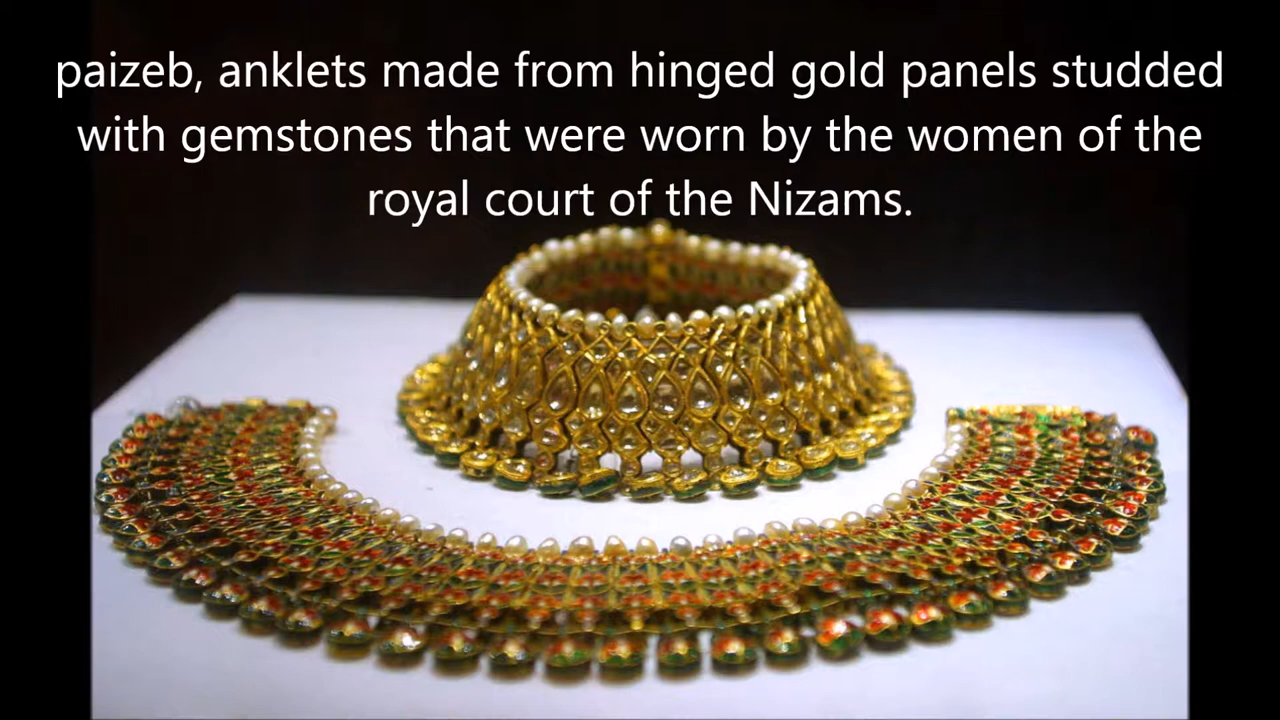 paizeb, anklets made from hinged gold panels studded
with gemstones that were worn by the women of the
royal court of the Nizams.